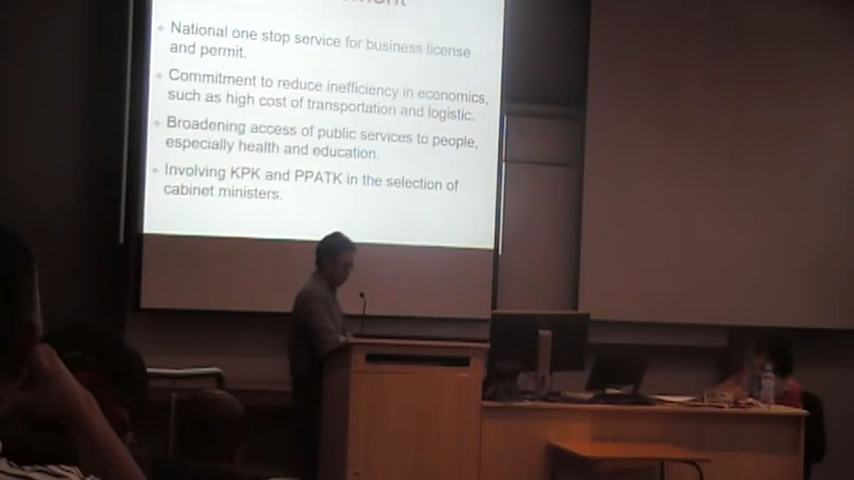 National one stop service for business license
and permit.
Commitment to reduce inefficiency in economics,
such as high cost of transportation and logistic.
Broadening access of public services to people,
especially health and education.
Involving KPK and PPATK in the selection of
cabinet ministers.